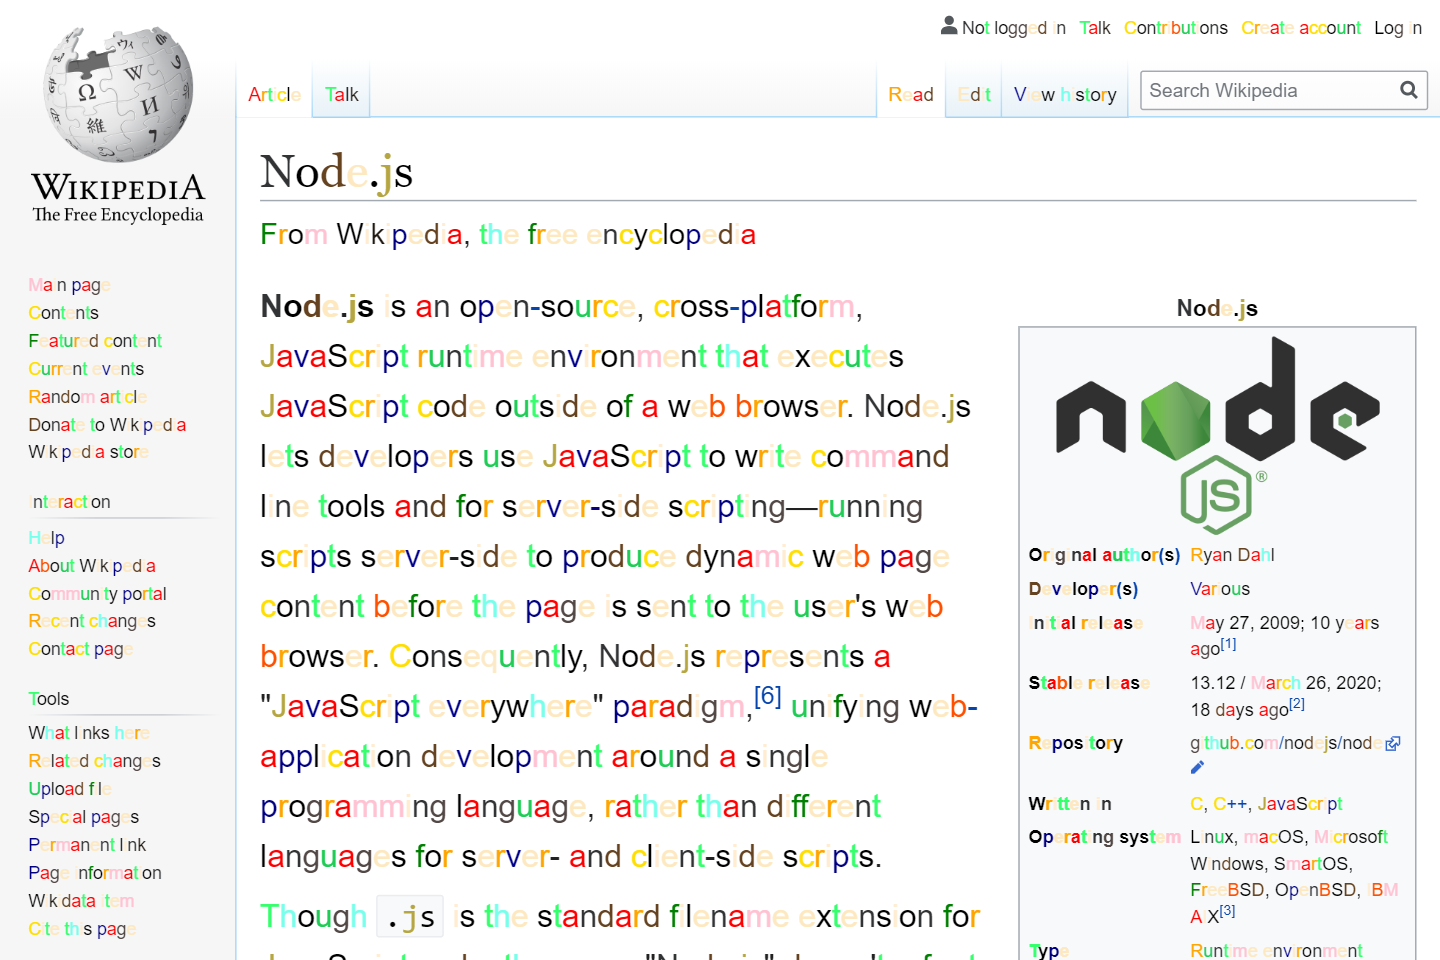 Not logged in Talk Contributions Create account Log in
Article Talk Read Edit View history Search Wikipedia
WIKIPEDIA
The Free Encyclopedia
Main page
Contents
Featured content
Current events
Random article
Donate to Wikipedia
Wikipedia store
Interaction
Help
About Wikipedia
Community portal
Recent changes
Contact page
Tools
What links here
Related changes
Upload file
Special pages
Permanent link
Page information
Wikidata item
Cite this page
Node.js
From Wikipedia, the free encyclopedia
Node.js is an open-source, cross-platform,
JavaScript runtime environment that executes
JavaScript code outside of a web browser. Node.js
lets developers use JavaScript to write command
line tools and for server-side scripting—running
scripts server-side to produce dynamic web page
content before the page is sent to the user's web
browser. Consequently, Node.js represents a
"JavaScript everywhere" paradigm,[6] unifying web-
application development around a single
programming language, rather than different
languages for server- and client-side scripts.
Though .js is the standard filename extension for
Node.js
node
JS®
Original author(s) Ryan Dahl
Developer(s) Various
Initial release May 27, 2009; 10 years
ago[1]
Stable release 13.12 / March 26, 2020;
18 days ago[2]
Repository github.com/nodejs/node
Written in C, C++, JavaScript
Operating system Linux, macOS, Microsoft
Windows, SmartOS,
FreeBSD, OpenBSD, IBM
AIX[3]
Type Runtime environment